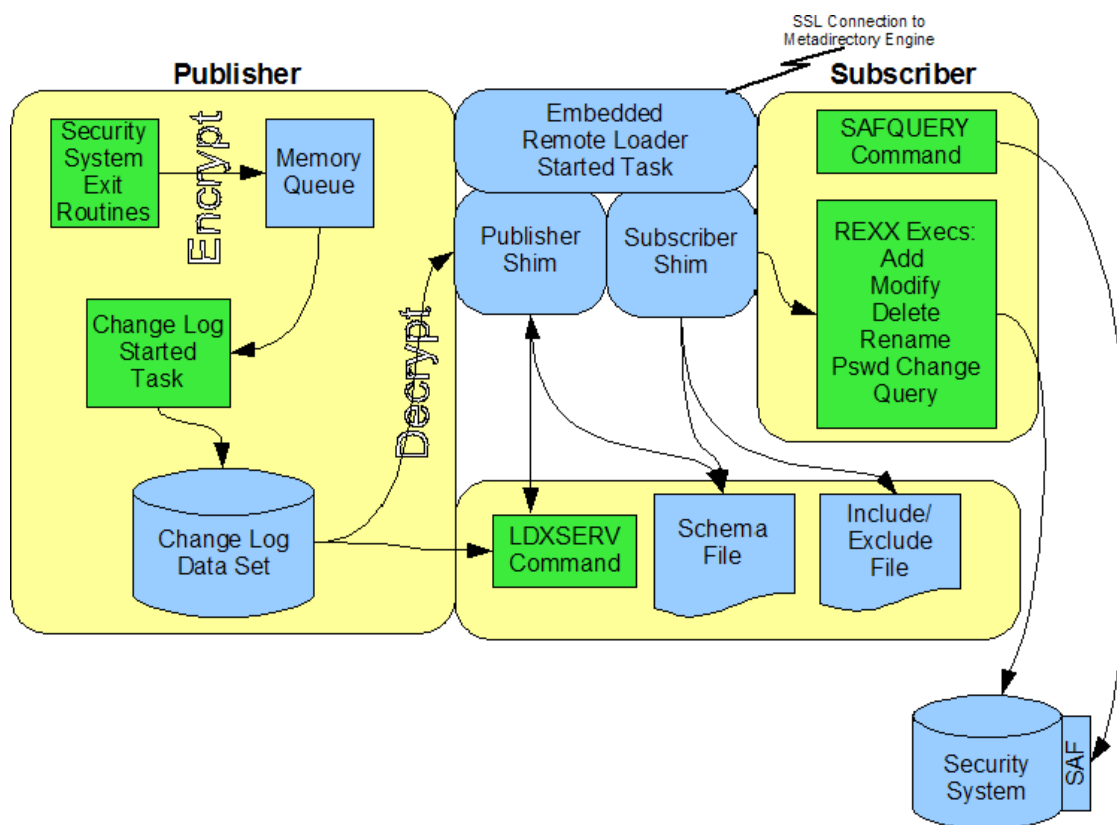 SSL Connection to
Metadirectory Engine
Publisher
Subscriber
Security
System
Exit
Routines
Encrypt
Memory
Queue
Embedded
Remote Loader
Started Task
SAFQUERY
Command
Publisher
Shim
Subscriber
Shim
REXX Execs:
Add
Modify
Delete
Rename
Pswd Change
Query
Change Log
Started
Task
Decrypt
Change Log
Data Set
LDXSERV
Command
Schema
File
Include/
Exclude
File
Security
System
SAF